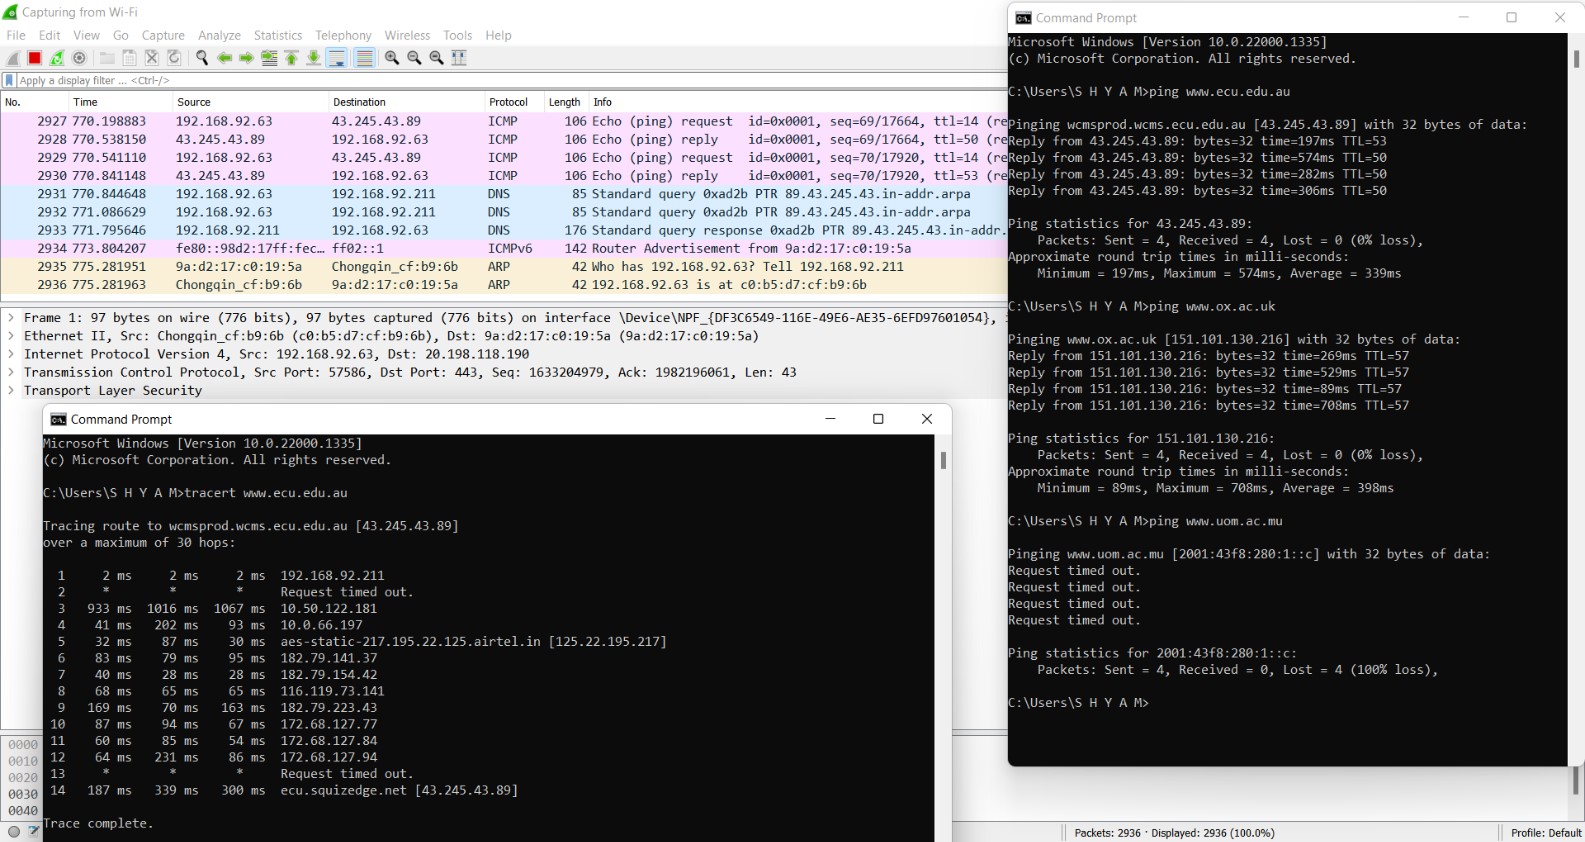 Capturing from Wi-Fi
File Edit View Go Capture Analyze Statistics Telephony Wireless Tools Help
Apply a display filter ... <Ctrl-/>
No. Time Source Destination Protocol Length Info
2927 770.198883 192.168.92.63 43.245.43.89 ICMP 106 Echo (ping) request id=0x0001, seq=69/17664, ttl=14 (re
2928 770.538150 43.245.43.89 192.168.92.63 ICMP 106 Echo (ping) reply id=0x0001, seq=69/17664, ttl=50 (re
2929 770.541110 192.168.92.63 43.245.43.89 ICMP 106 Echo (ping) request id=0x0001, seq=70/17920, ttl=14 (re
2930 770.841148 43.245.43.89 192.168.92.63 ICMP 106 Echo (ping) reply id=0x0001, seq=70/17920, ttl=53 (re
2931 770.844648 192.168.92.63 192.168.92.211 DNS 85 Standard query 0xad2b PTR 89.43.245.43.in-addr.arpa
2932 771.086629 192.168.92.63 192.168.92.211 DNS 85 Standard query 0xad2b PTR 89.43.245.43.in-addr.arpa
2933 771.795646 192.168.92.211 192.168.92.63 DNS 176 Standard query response 0xad2b PTR 89.43.245.43.in-addr.
2934 773.804207 fe80::98d2:17ff:fec... ff02::1 ICMPv6 142 Router Advertisement from 9a:d2:17:c0:19:5a
2935 775.281951 9a:d2:17:c0:19:5a Chongqin_cf:b9:6b ARP 42 Who has 192.168.92.63? Tell 192.168.92.211
2936 775.281963 Chongqin_cf:b9:6b 9a:d2:17:c0:19:5a ARP 42 192.168.92.63 is at c0:b5:d7:cf:b9:6b
Frame 1: 97 bytes on wire (776 bits), 97 bytes captured (776 bits) on interface \Device\NPF_{DF3C6549-116E-49E6-AE35-6EFD97601054}, i
Ethernet II, Src: Chongqin_cf:b9:6b (c0:b5:d7:cf:b9:6b), Dst: 9a:d2:17:c0:19:5a (9a:d2:17:c0:19:5a)
Internet Protocol Version 4, Src: 192.168.92.63, Dst: 20.198.118.190
Transmission Control Protocol, Src Port: 57586, Dst Port: 443, Seq: 1633204979, Ack: 1982196061, Len: 43
Transport Layer Security
0000
0010
0020
0030
0040
Command Prompt
Microsoft Windows [Version 10.0.22000.1335]
(c) Microsoft Corporation. All rights reserved.
C:\Users\S H Y A M>tracert www.ecu.edu.au
Tracing route to wcmsprod.wcms.ecu.edu.au [43.245.43.89]
over a maximum of 30 hops:
1 2 ms 2 ms 2 ms 192.168.92.211
2 * * * Request timed out.
3 933 ms 1016 ms 1067 ms 10.50.122.181
4 41 ms 202 ms 93 ms 10.0.66.197
5 32 ms 87 ms 30 ms aes-static-217.195.22.125.airtel.in [125.22.195.217]
6 83 ms 79 ms 95 ms 182.79.141.37
7 40 ms 28 ms 28 ms 182.79.154.42
8 68 ms 65 ms 65 ms 116.119.73.141
9 169 ms 70 ms 163 ms 182.79.223.43
10 87 ms 94 ms 67 ms 172.68.127.77
11 60 ms 85 ms 54 ms 172.68.127.84
12 64 ms 231 ms 86 ms 172.68.127.94
13 * * * Request timed out.
14 187 ms 339 ms 300 ms ecu.squizedge.net [43.245.43.89]
Trace complete.
Command Prompt
Microsoft Windows [Version 10.0.22000.1335]
(c) Microsoft Corporation. All rights reserved.
C:\Users\S H Y A M>ping www.ecu.edu.au
Pinging wcmsprod.wcms.ecu.edu.au [43.245.43.89] with 32 bytes of data:
Reply from 43.245.43.89: bytes=32 time=197ms TTL=53
Reply from 43.245.43.89: bytes=32 time=574ms TTL=50
Reply from 43.245.43.89: bytes=32 time=282ms TTL=50
Reply from 43.245.43.89: bytes=32 time=306ms TTL=50
Ping statistics for 43.245.43.89:
Packets: Sent = 4, Received = 4, Lost = 0 (0% loss),
Approximate round trip times in milli-seconds:
Minimum = 197ms, Maximum = 574ms, Average = 339ms
C:\Users\S H Y A M>ping www.ox.ac.uk
Pinging www.ox.ac.uk [151.101.130.216] with 32 bytes of data:
Reply from 151.101.130.216: bytes=32 time=269ms TTL=57
Reply from 151.101.130.216: bytes=32 time=529ms TTL=57
Reply from 151.101.130.216: bytes=32 time=89ms TTL=57
Reply from 151.101.130.216: bytes=32 time=708ms TTL=57
Ping statistics for 151.101.130.216:
Packets: Sent = 4, Received = 4, Lost = 0 (0% loss),
Approximate round trip times in milli-seconds:
Minimum = 89ms, Maximum = 708ms, Average = 398ms
C:\Users\S H Y A M>ping www.uom.ac.mu
Pinging www.uom.ac.mu [2001:43f8:280:1::c] with 32 bytes of data:
Request timed out.
Request timed out.
Request timed out.
Request timed out.
Ping statistics for 2001:43f8:280:1::c:
Packets: Sent = 4, Received = 0, Lost = 4 (100% loss),
C:\Users\S H Y A M>
Packets: 2936 · Displayed: 2936 (100.0%)
Profile: Default